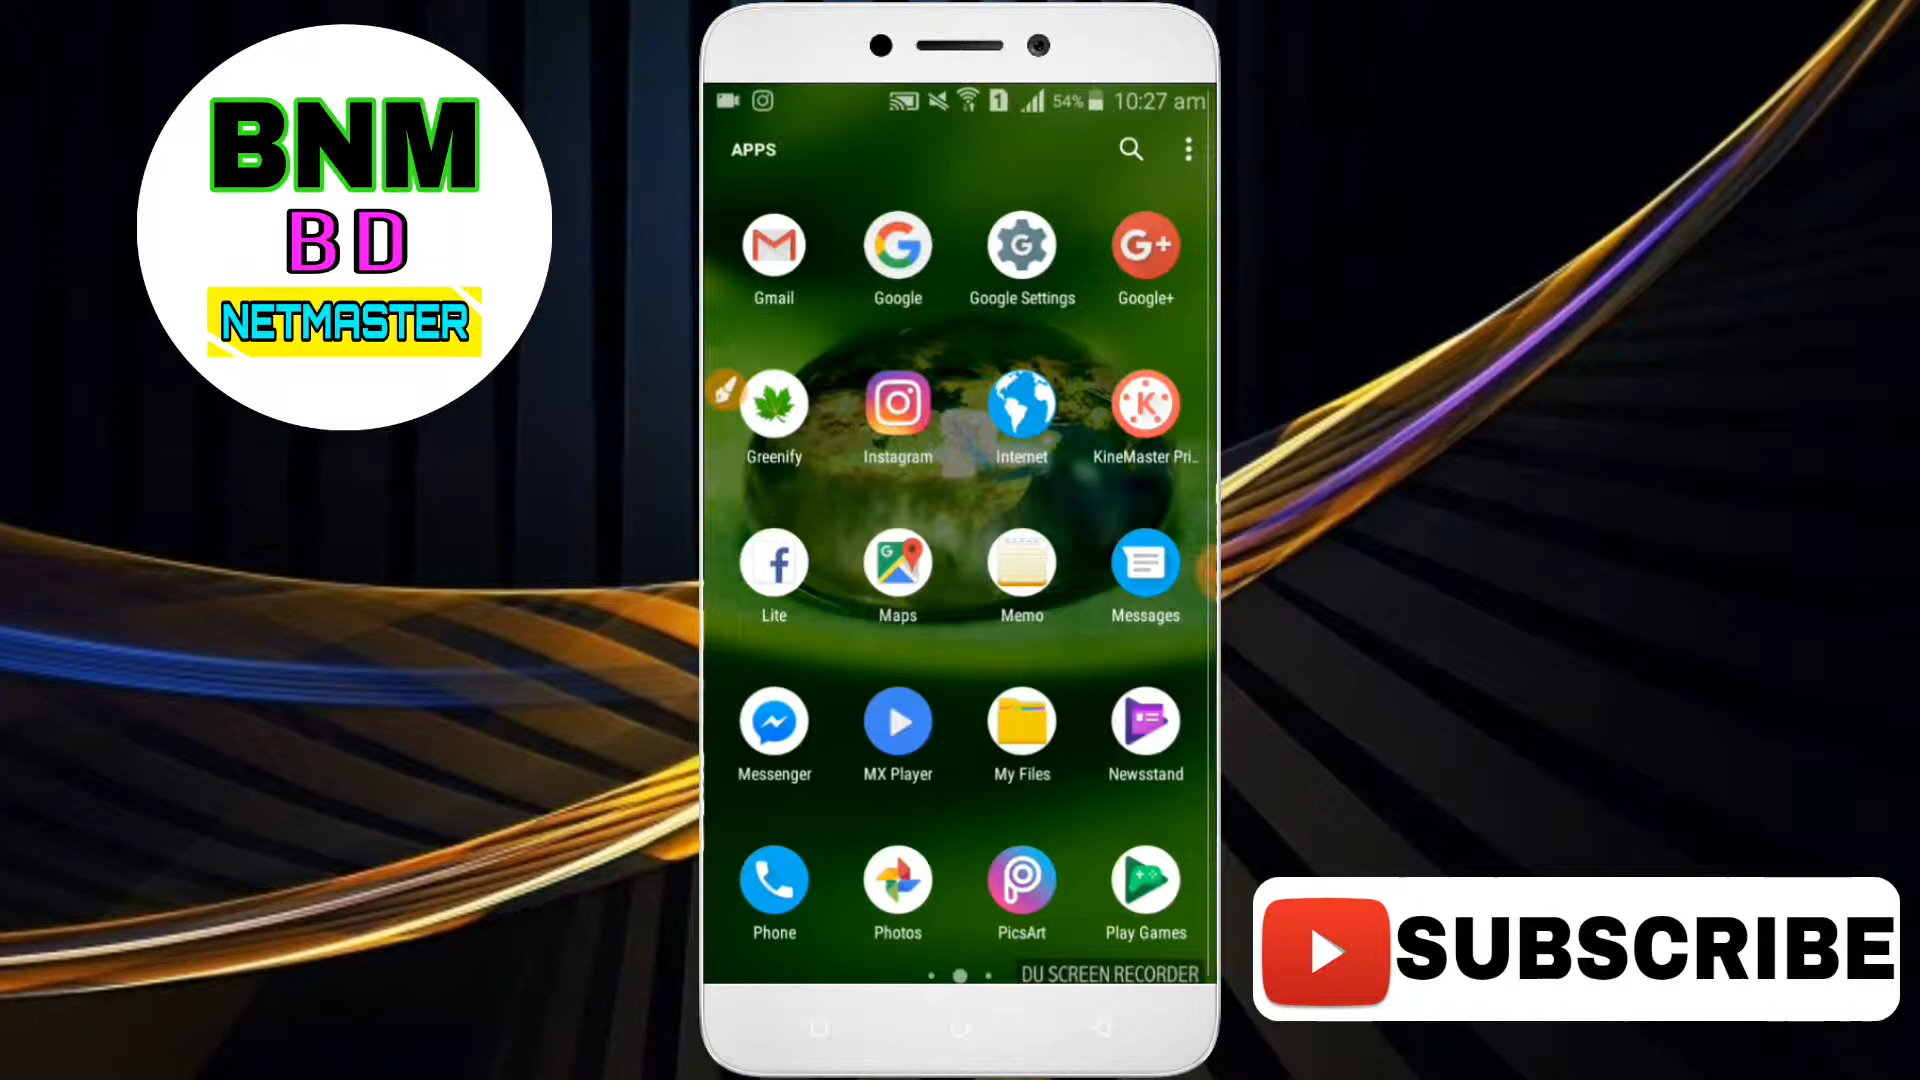 BNM
BD
NETMASTER
54% 10:27 am
APPS
Gmail Google Google Settings Google+
Greenify Instagram Internet KineMaster Pri..
Lite Maps Memo Messages
Messenger MX Player My Files Newsstand
Phone Photos PicsArt Play Games
DU SCREEN RECORDER
SUBSCRIBE